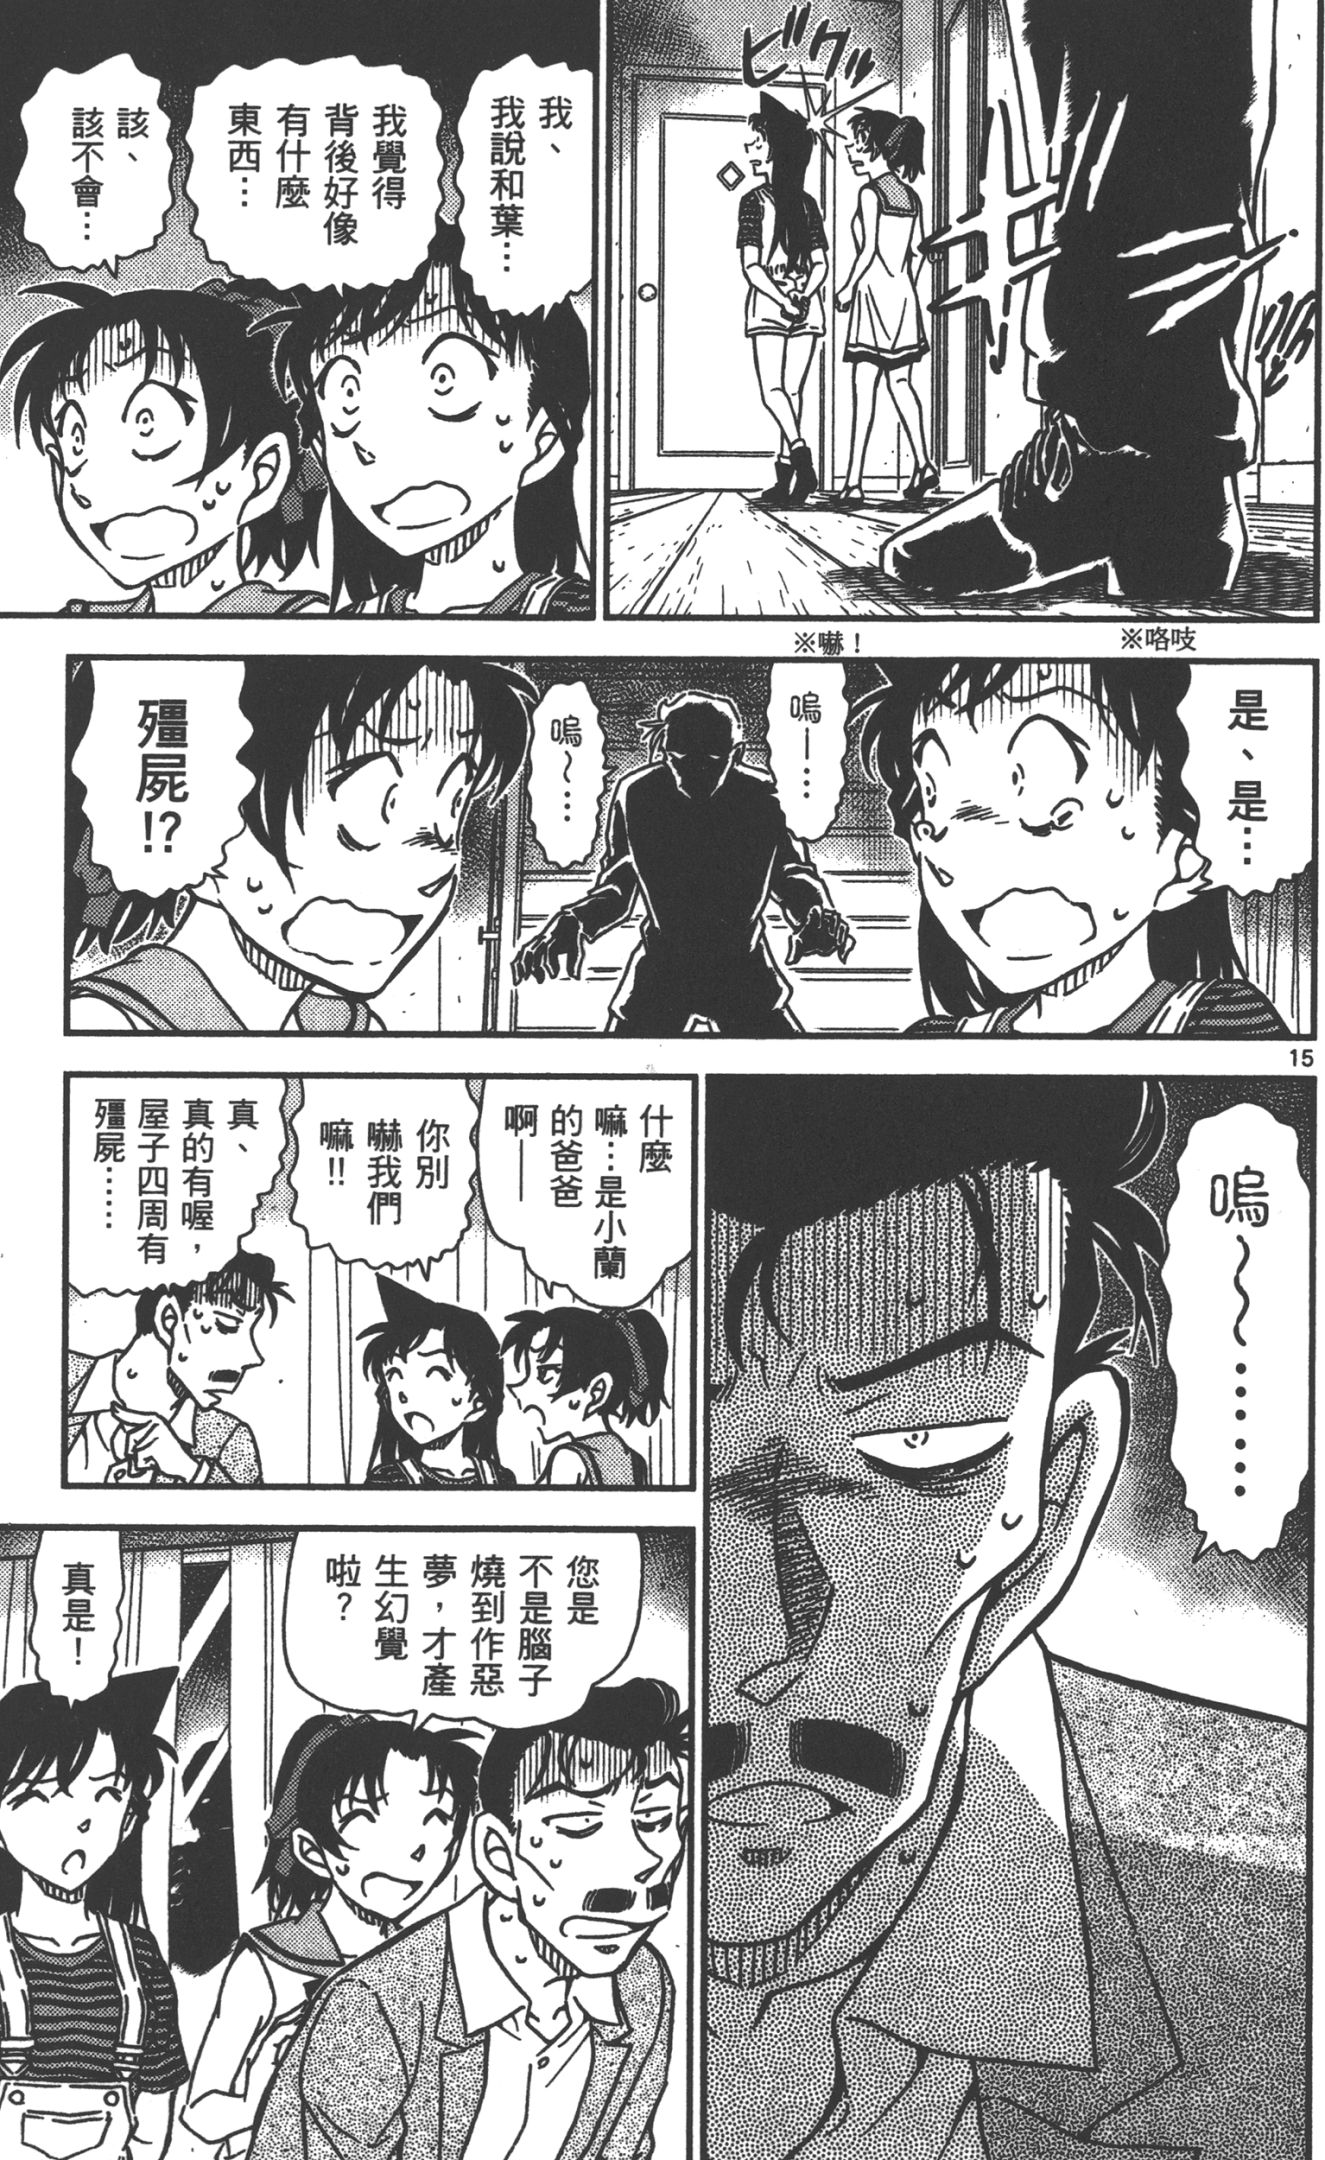 ビクッ
ギシ
※嚇！
※咯吱
我、
我說和葉…
我覺得
背後好像
有什麼
東西…
該、
該不會…
是、是…
嗚─…
嗚～……
殭屍!?
15
嗚～～………
什麼
嘛…是小蘭
的爸爸
啊──
你別
嚇我們
嘛!!
真、
真的有喔，
屋子四周有
殭屍……
您是
不是腦子
燒到作惡
夢，才產
生幻覺
啦？
真是！